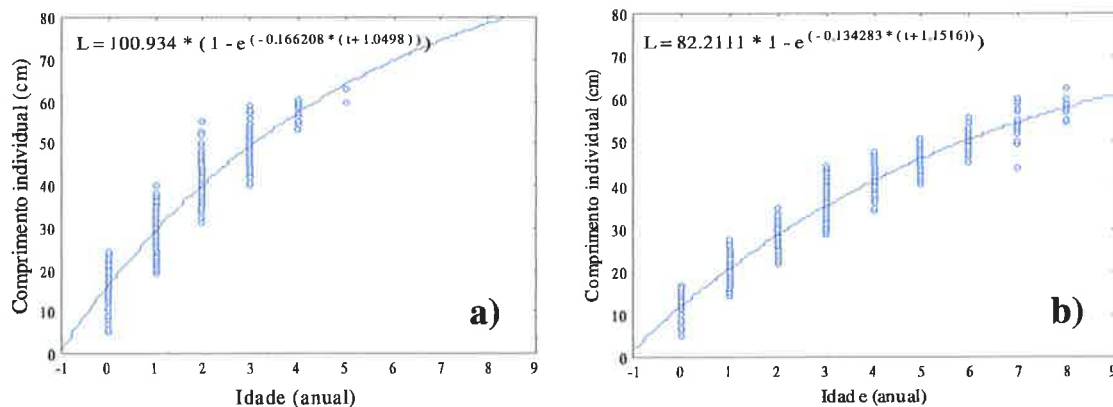 80
70
60
50
40
30
20
10
0
Comprimento individual (cm)
L = 100.934 * (1 - e^(-0.166208 * (t+1.0498)))
a)
-1 0 1 2 3 4 5 6 7 8 9
Idade (anual)
80
70
60
50
40
30
20
10
0
Comprimento individual (cm)
L = 82.2111 * 1 - e^(-0.134283 * (t+1.1516)))
b)
-1 0 1 2 3 4 5 6 7 8 9
Idade (anual)